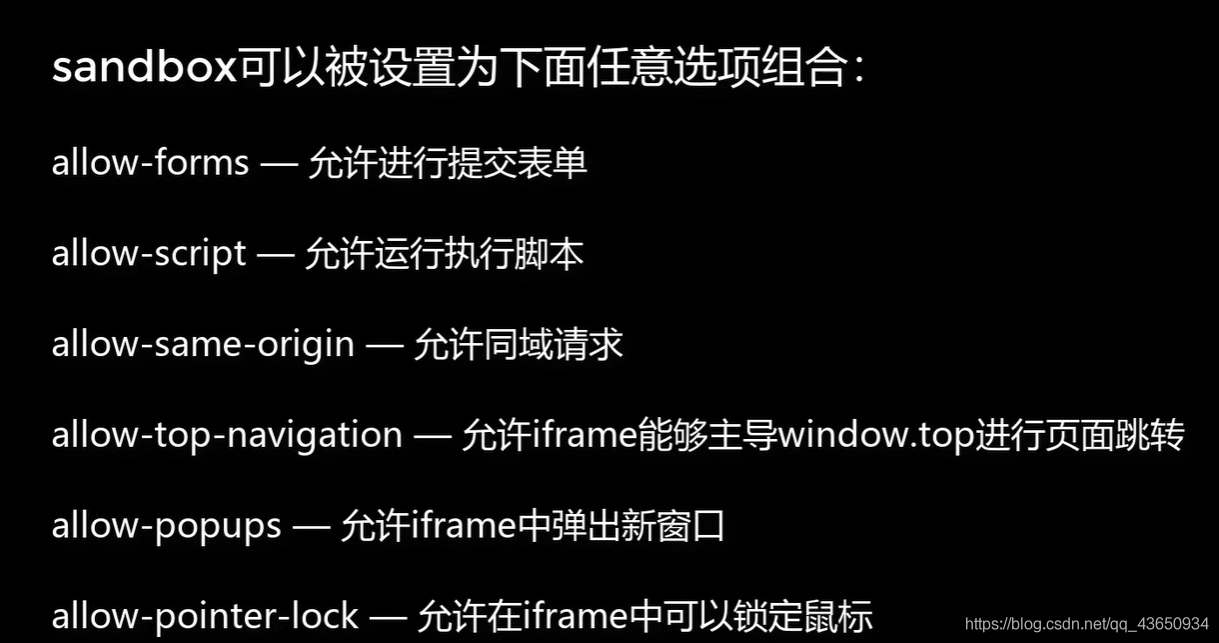 sandbox可以被设置为下面任意选项组合：
allow-forms — 允许进行提交表单
allow-script — 允许运行执行脚本
allow-same-origin — 允许同域请求
allow-top-navigation — 允许iframe能够主导window.top进行页面跳转
allow-popups — 允许iframe中弹出新窗口
allow-pointer-lock — 允许在iframe中可以锁定鼠标
https://blog.csdn.net/qq_43650934